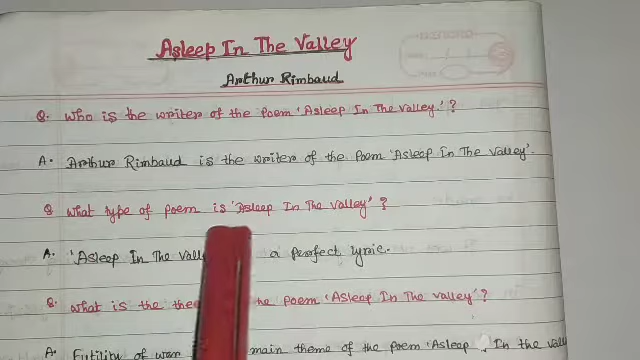 Asleep In The Valley
Arthur Rimbaud
Q. Who is the writer of the poem 'Asleep In The Valley.'?
A. Arthur Rimbaud is the writer of the poem 'Asleep In The Valley'.
Q What type of poem is 'Asleep In The Valley'?
A. 'Asleep In The Vall a perfect lyric.
Q. What is the the the poem 'Asleep In The Valley'?
A. Futility of war main theme of the poem 'Asleep In the vall